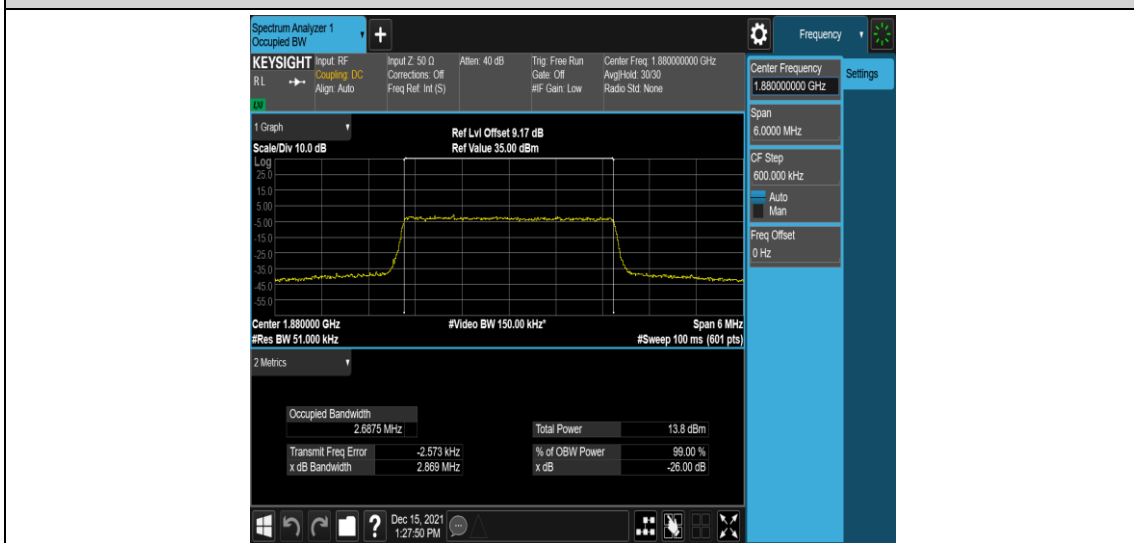 Spectrum Analyzer 1
Occupied BW
+
Frequency
KEYSIGHT
RL
LXI
Input: RF
Coupling: DC
Align: Auto
Input Z: 50 Ω
Corrections: Off
Freq Ref: Int (S)
Atten: 40 dB
Trig: Free Run
Gate: Off
#IF Gain: Low
Center Freq: 1.880000000 GHz
Avg|Hold: 30/30
Radio Std: None
Center Frequency
1.880000000 GHz
Settings
Span
6.0000 MHz
CF Step
600.000 kHz
Auto
Man
Freq Offset
0 Hz
1 Graph
Scale/Div 10.0 dB
Ref Lvl Offset 9.17 dB
Ref Value 35.00 dBm
Log
25.0
15.0
5.00
-5.00
-15.0
-25.0
-35.0
-45.0
-55.0
Center 1.880000 GHz
#Video BW 150.00 kHz*
Span 6 MHz
#Res BW 51.000 kHz
#Sweep 100 ms (601 pts)
2 Metrics
Occupied Bandwidth
2.6875 MHz
Total Power 13.8 dBm
Transmit Freq Error -2.573 kHz
% of OBW Power 99.00 %
x dB Bandwidth 2.869 MHz
x dB -26.00 dB
?
Dec 15, 2021
1:27:50 PM